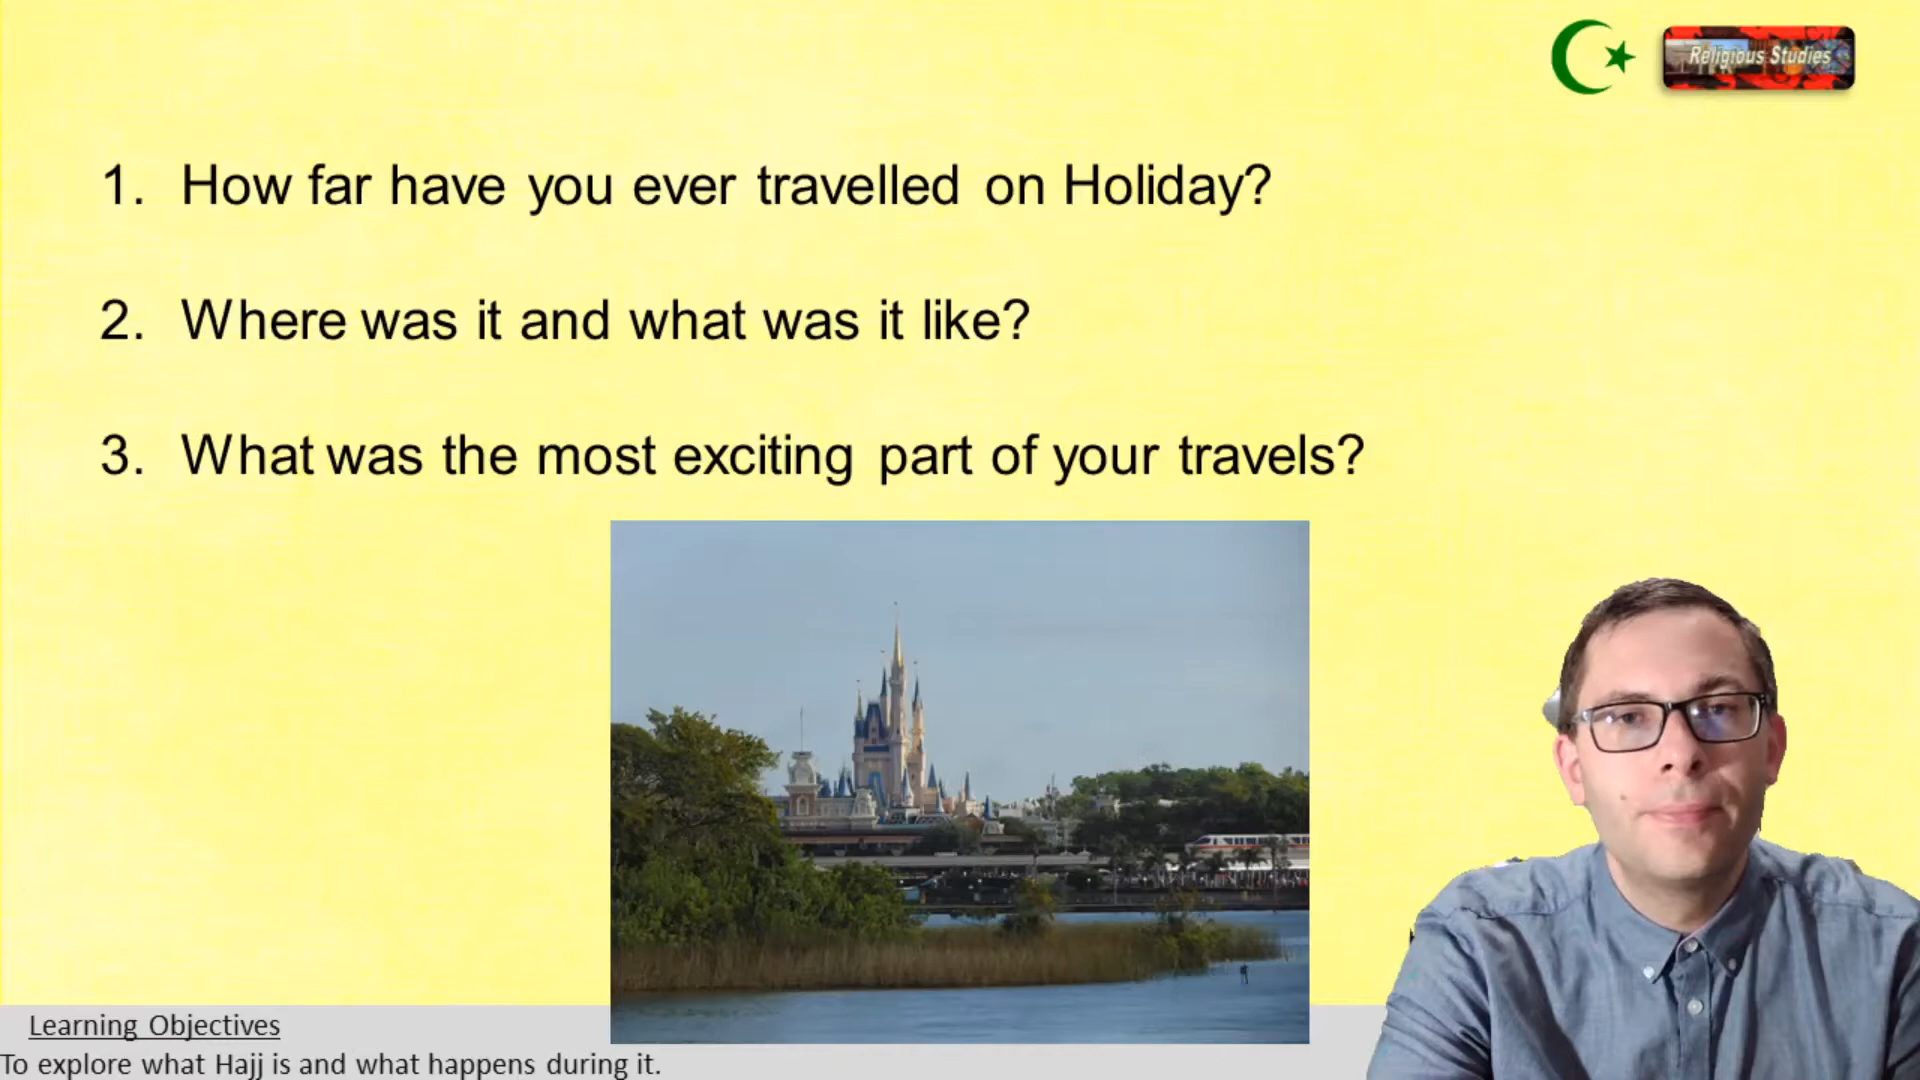 Religious Studies
1. How far have you ever travelled on Holiday?
2. Where was it and what was it like?
3. What was the most exciting part of your travels?
Learning Objectives
To explore what Hajj is and what happens during it.